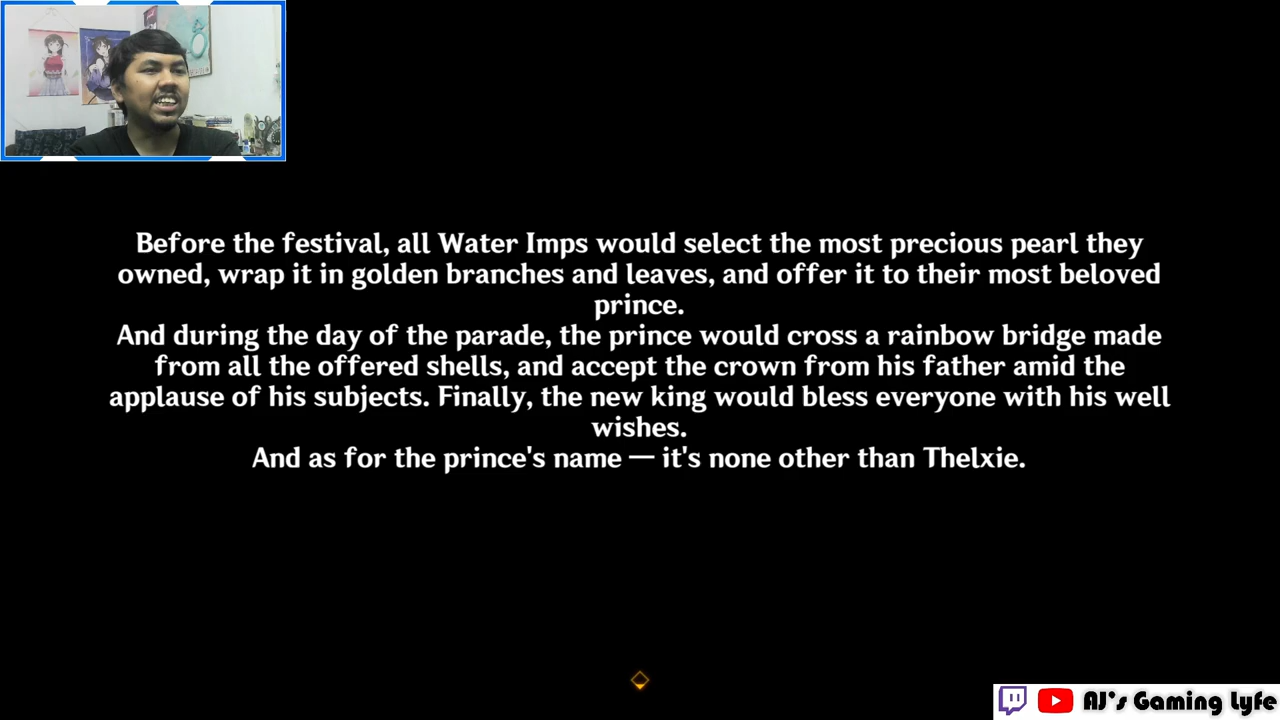 Before the festival, all Water Imps would select the most precious pearl they
owned, wrap it in golden branches and leaves, and offer it to their most beloved
prince.
And during the day of the parade, the prince would cross a rainbow bridge made
from all the offered shells, and accept the crown from his father amid the
applause of his subjects. Finally, the new king would bless everyone with his well
wishes.
And as for the prince's name — it's none other than Thelxie.
AJ's Gaming Lyfe